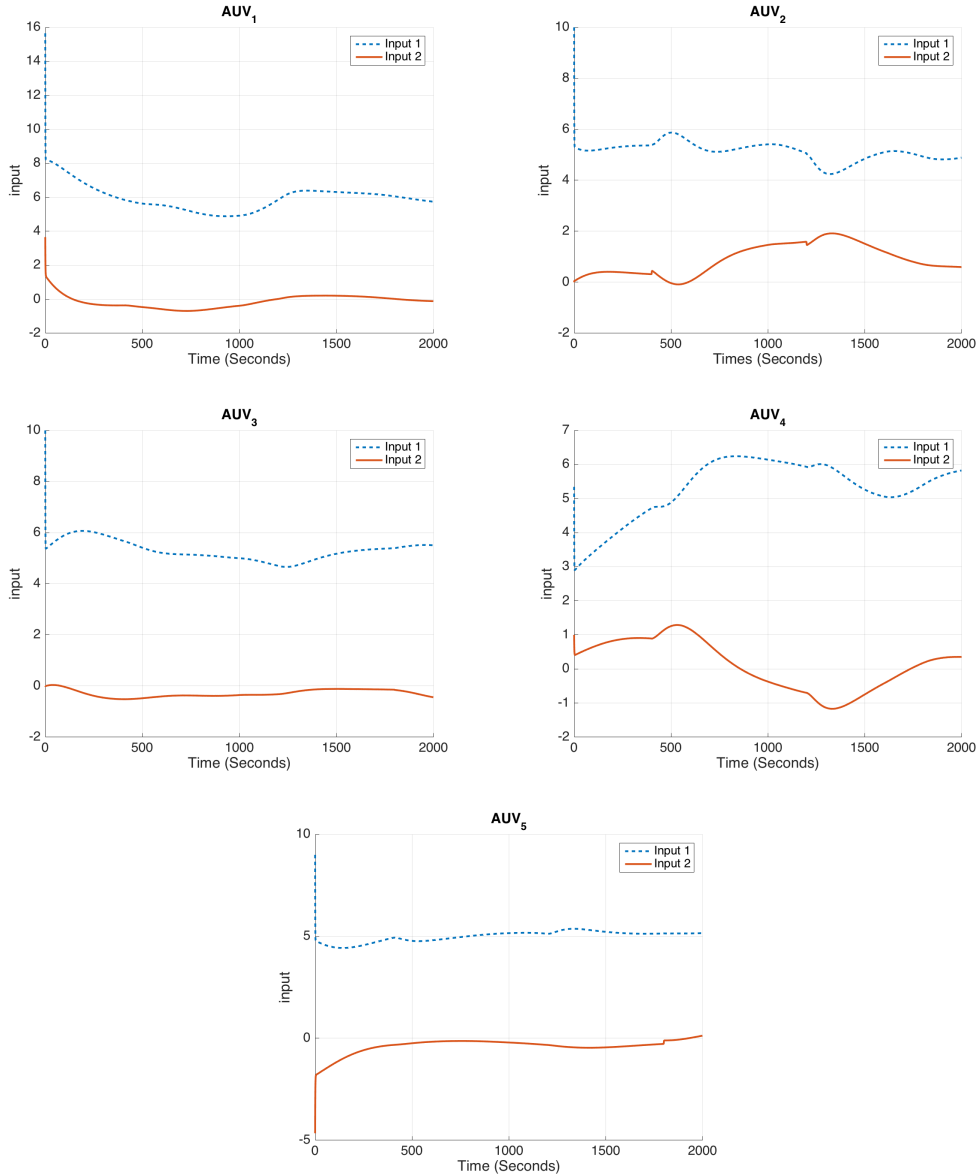 AUV1
16
14
12
10
8
6
4
2
0
-2
input
0 500 1000 1500 2000
Time (Seconds)
Input 1
Input 2
AUV2
10
8
6
4
2
0
-2
input
0 500 1000 1500 2000
Times (Seconds)
Input 1
Input 2
AUV3
10
8
6
4
2
0
-2
input
0 500 1000 1500 2000
Time (Seconds)
Input 1
Input 2
AUV4
7
6
5
4
3
2
1
0
-1
-2
input
0 500 1000 1500 2000
Time (Seconds)
Input 1
Input 2
AUV5
10
5
0
-5
input
0 500 1000 1500 2000
Time (Seconds)
Input 1
Input 2